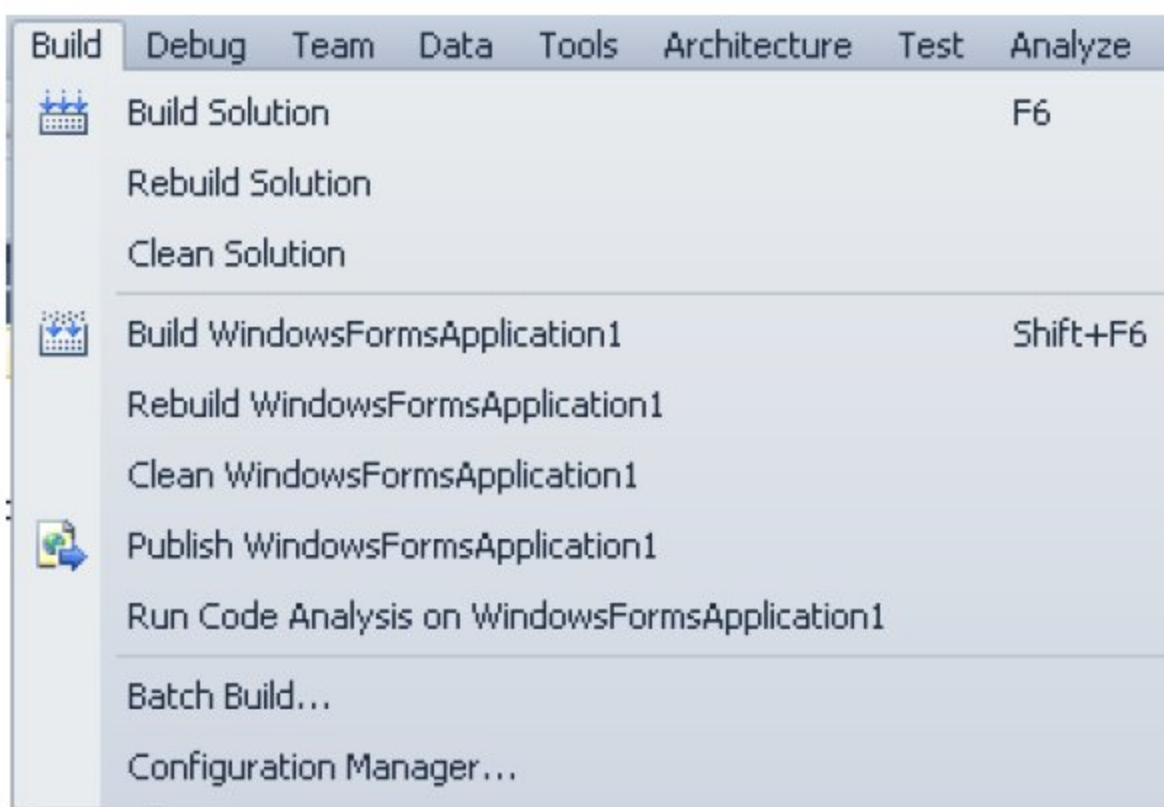 Build Debug Team Data Tools Architecture Test Analyze
Build Solution F6
Rebuild Solution
Clean Solution
Build WindowsFormsApplication1 Shift+F6
Rebuild WindowsFormsApplication1
Clean WindowsFormsApplication1
Publish WindowsFormsApplication1
Run Code Analysis on WindowsFormsApplication1
Batch Build...
Configuration Manager...